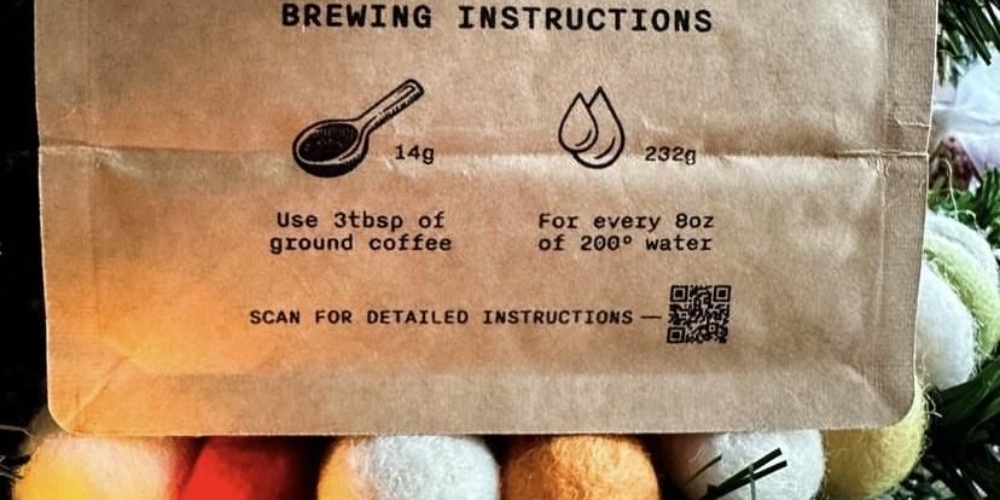 BREWING INSTRUCTIONS
14g
232g
Use 3tbsp of
ground coffee
For every 8oz
of 200° water
SCAN FOR DETAILED INSTRUCTIONS —